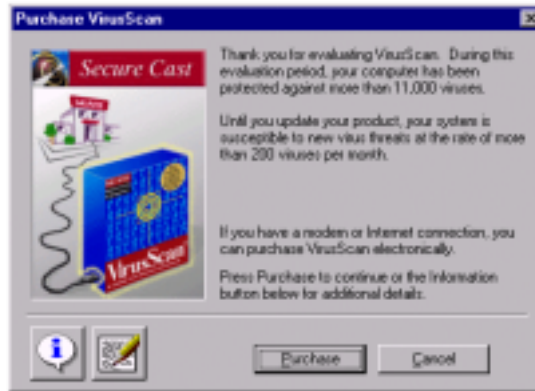 Purchase VirusScan
Secure Cast
Thank you for evaluating VirusScan. During this
evaluation period, your computer has been
protected against more than 11,000 viruses.
Until you update your product, your system is
susceptible to new virus threats at the rate of more
than 200 viruses per month.
If you have a modem or Internet connection, you
can purchase VirusScan electronically.
Press Purchase to continue or the Information
button below for additional details.
VirusScan
Purchase
Cancel